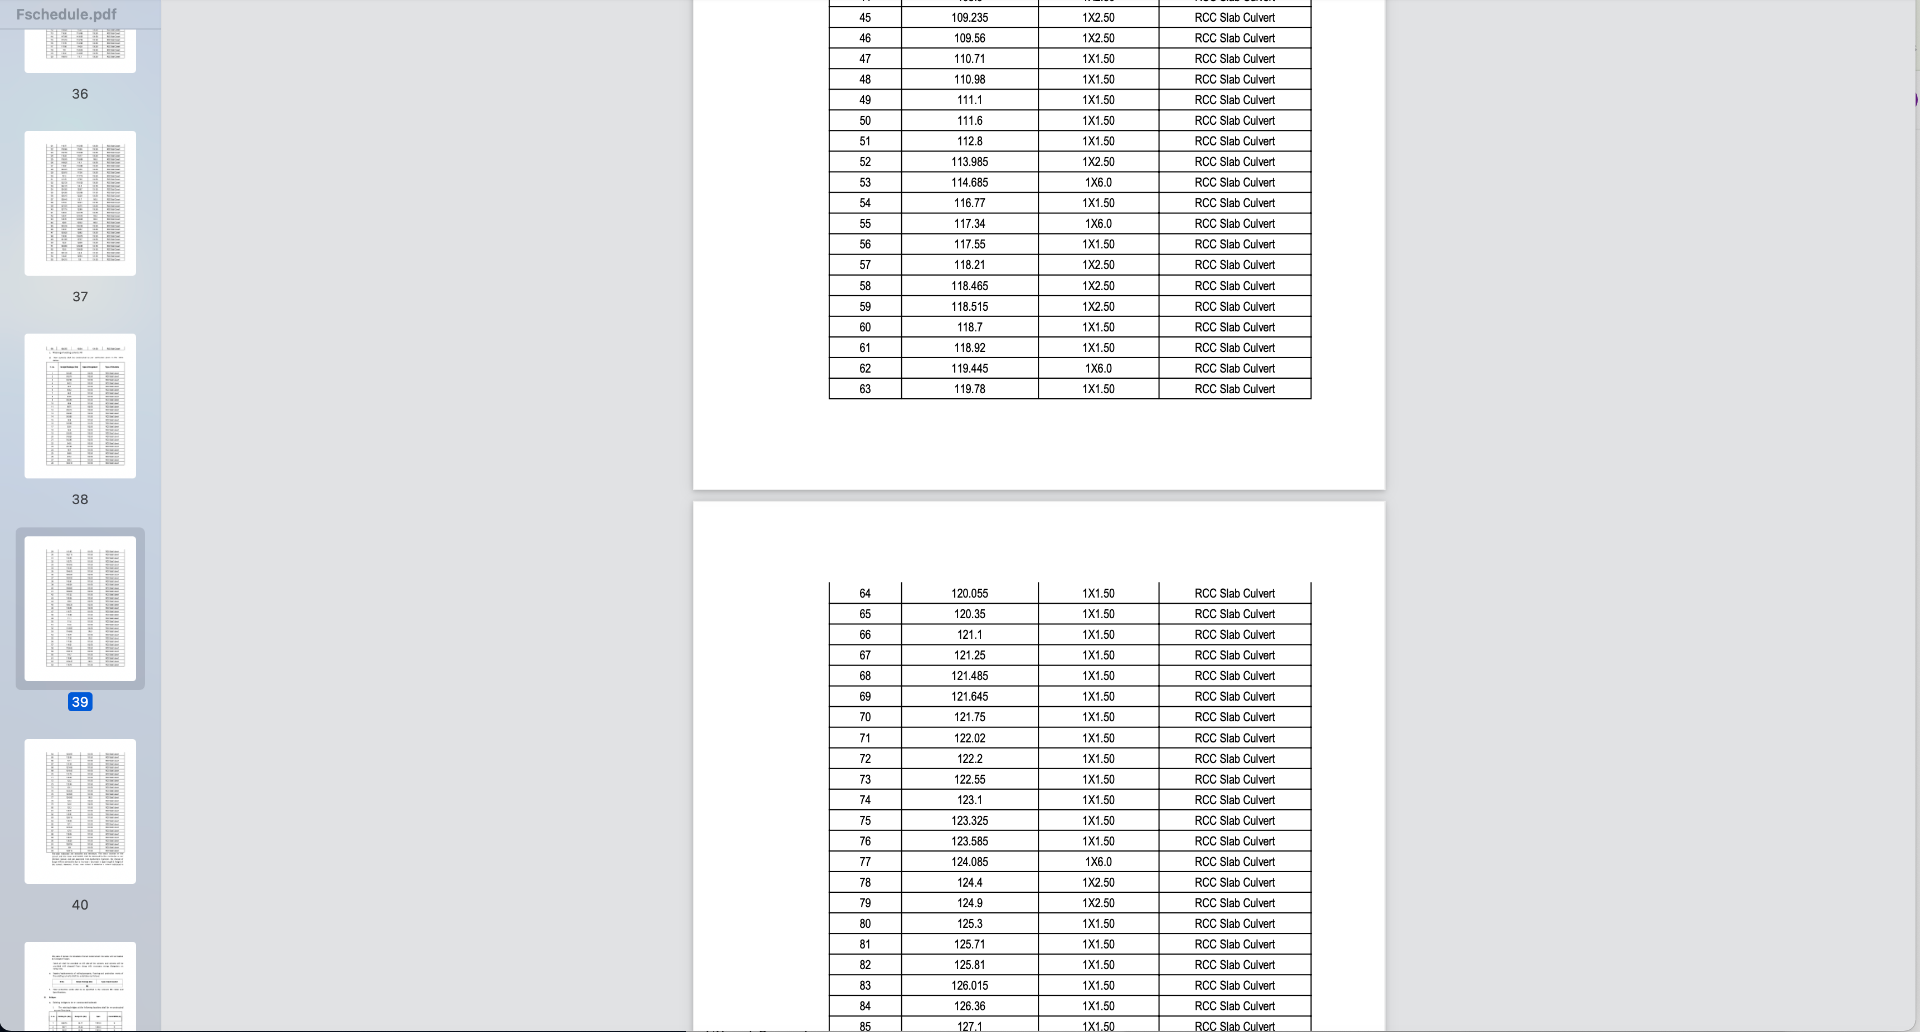 Fschedule.pdf
36
37
38
39
40
45 109.235 1X2.50 RCC Slab Culvert
46 109.56 1X2.50 RCC Slab Culvert
47 110.71 1X1.50 RCC Slab Culvert
48 110.98 1X1.50 RCC Slab Culvert
49 111.1 1X1.50 RCC Slab Culvert
50 111.6 1X1.50 RCC Slab Culvert
51 112.8 1X1.50 RCC Slab Culvert
52 113.985 1X2.50 RCC Slab Culvert
53 114.685 1X6.0 RCC Slab Culvert
54 116.77 1X1.50 RCC Slab Culvert
55 117.34 1X6.0 RCC Slab Culvert
56 117.55 1X1.50 RCC Slab Culvert
57 118.21 1X2.50 RCC Slab Culvert
58 118.465 1X2.50 RCC Slab Culvert
59 118.515 1X2.50 RCC Slab Culvert
60 118.7 1X1.50 RCC Slab Culvert
61 118.92 1X1.50 RCC Slab Culvert
62 119.445 1X6.0 RCC Slab Culvert
63 119.78 1X1.50 RCC Slab Culvert
64 120.055 1X1.50 RCC Slab Culvert
65 120.35 1X1.50 RCC Slab Culvert
66 121.1 1X1.50 RCC Slab Culvert
67 121.25 1X1.50 RCC Slab Culvert
68 121.485 1X1.50 RCC Slab Culvert
69 121.645 1X1.50 RCC Slab Culvert
70 121.75 1X1.50 RCC Slab Culvert
71 122.02 1X1.50 RCC Slab Culvert
72 122.2 1X1.50 RCC Slab Culvert
73 122.55 1X1.50 RCC Slab Culvert
74 123.1 1X1.50 RCC Slab Culvert
75 123.325 1X1.50 RCC Slab Culvert
76 123.585 1X1.50 RCC Slab Culvert
77 124.085 1X6.0 RCC Slab Culvert
78 124.4 1X2.50 RCC Slab Culvert
79 124.9 1X2.50 RCC Slab Culvert
80 125.3 1X1.50 RCC Slab Culvert
81 125.71 1X1.50 RCC Slab Culvert
82 125.81 1X1.50 RCC Slab Culvert
83 126.015 1X1.50 RCC Slab Culvert
84 126.36 1X1.50 RCC Slab Culvert
85 127.1 1X1.50 RCC Slab Culvert